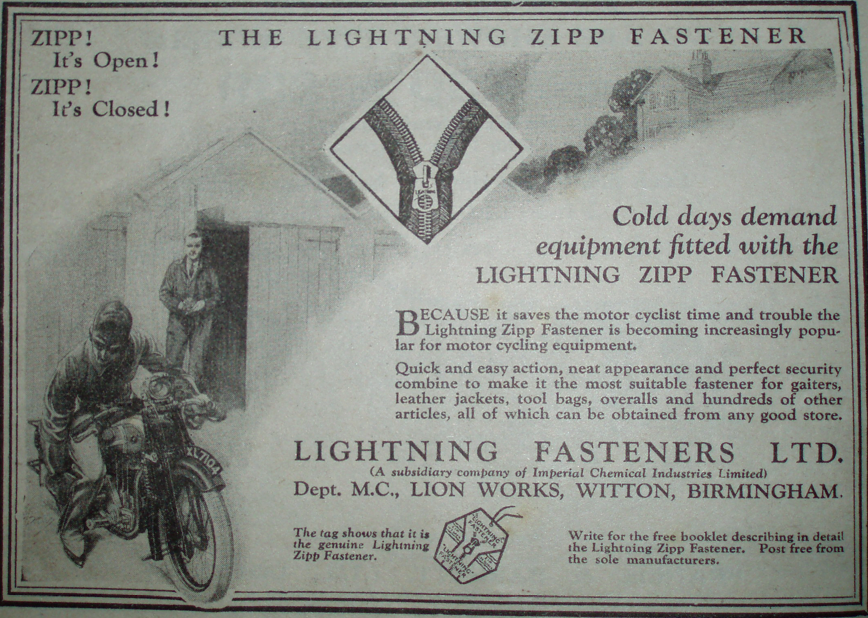 ZIPP!
It's Open!
ZIPP!
It's Closed!
THE LIGHTNING ZIPP FASTENER
LIGHTNING
Cold days demand
equipment fitted with the
LIGHTNING ZIPP FASTENER
BECAUSE it saves the motor cyclist time and trouble the
Lightning Zipp Fastener is becoming increasingly popu-
lar for motor cycling equipment.
Quick and easy action, neat appearance and perfect security
combine to make it the most suitable fastener for gaiters,
leather jackets, tool bags, overalls and hundreds of other
articles, all of which can be obtained from any good store.
LIGHTNING FASTENERS LTD.
(A subsidiary company of Imperial Chemical Industries Limited)
Dept. M.C., LION WORKS, WITTON, BIRMINGHAM.
The tag shows that it is
the genuine Lightning
Zipp Fastener.
LIGHTNING
FASTENER
LIGHTNING
FASTENER
Write for the free booklet describing in detail
the Lightning Zipp Fastener. Post free from
the sole manufacturers.